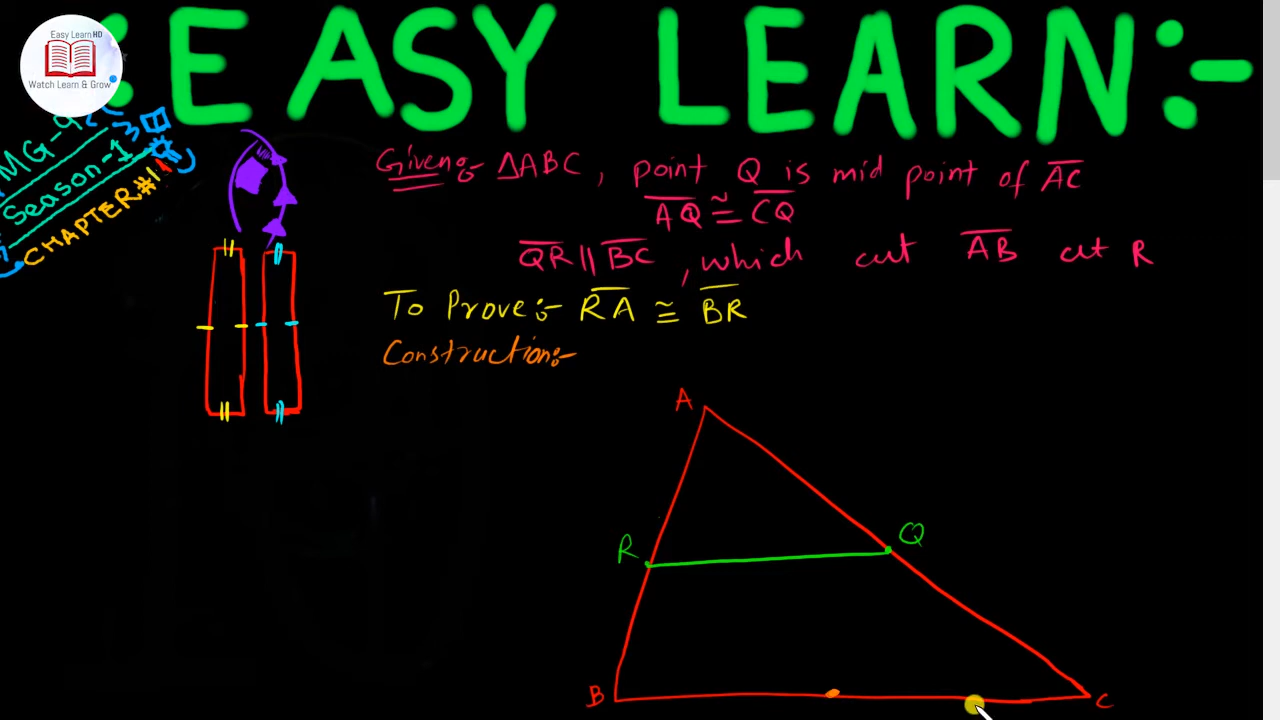 EASY LEARN:-
Easy Learn HD
Watch Learn & Grow
Season-1
CHAPTER#1
Given:- ΔABC, point Q is mid point of AC
AQ ≅ CQ
QR || BC, which cut AB at R
To Prove:- RA ≅ BR
Construction:-
A
R
Q
B
C